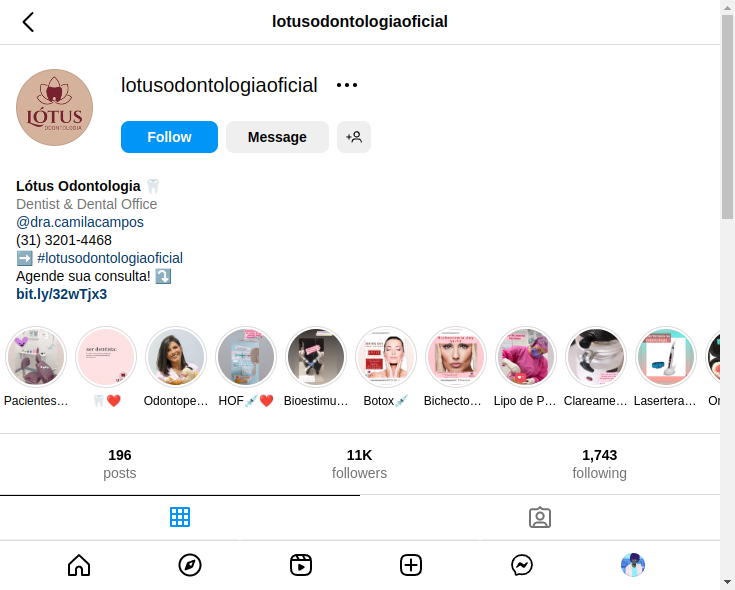 lotusodontologiaoficial
lotusodontologiaoficial
LÓTUS
ODONTOLOGIA
Follow
Message
Lótus Odontologia 🦷
Dentist & Dental Office
@dra.camilacampos
(31) 3201-4468
➡️ #lotusodontologiaoficial
Agende sua consulta! ⤵️
bit.ly/32wTjx3
ser dentista:
Pacientes…
🦷❤️
Odontope…
HOF💉❤️
Bioestimu…
Botox💉
Bichecto…
Lipo de P…
Clareame…
Lasertera…
196
posts
11K
followers
1,743
following